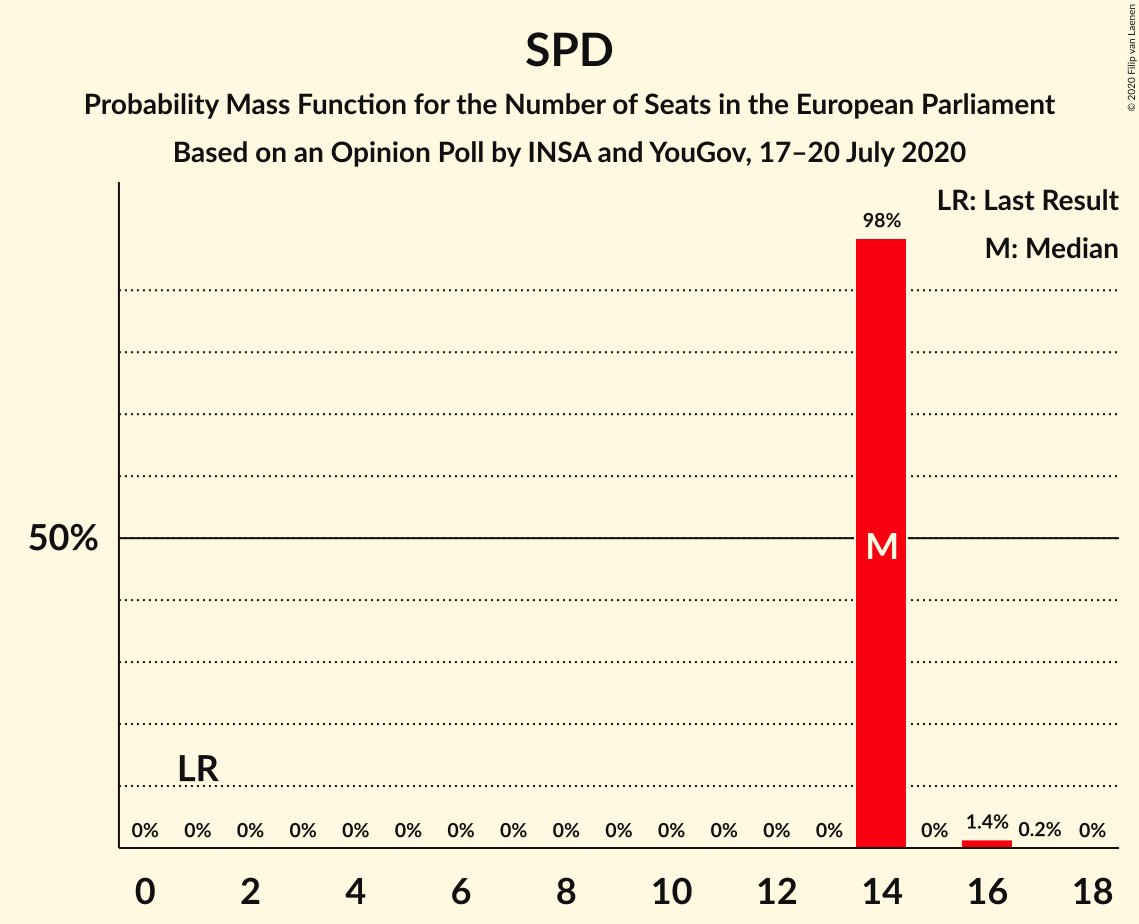 SPD
Probability Mass Function for the Number of Seats in the European Parliament
Based on an Opinion Poll by INSA and YouGov, 17–20 July 2020
© 2020 Filip van Laenen
LR: Last Result
M: Median
98%
50%
M
LR
0% 0% 0% 0% 0% 0% 0% 0% 0% 0% 0% 0% 0% 0% 0% 1.4% 0.2% 0%
0 2 4 6 8 10 12 14 16 18